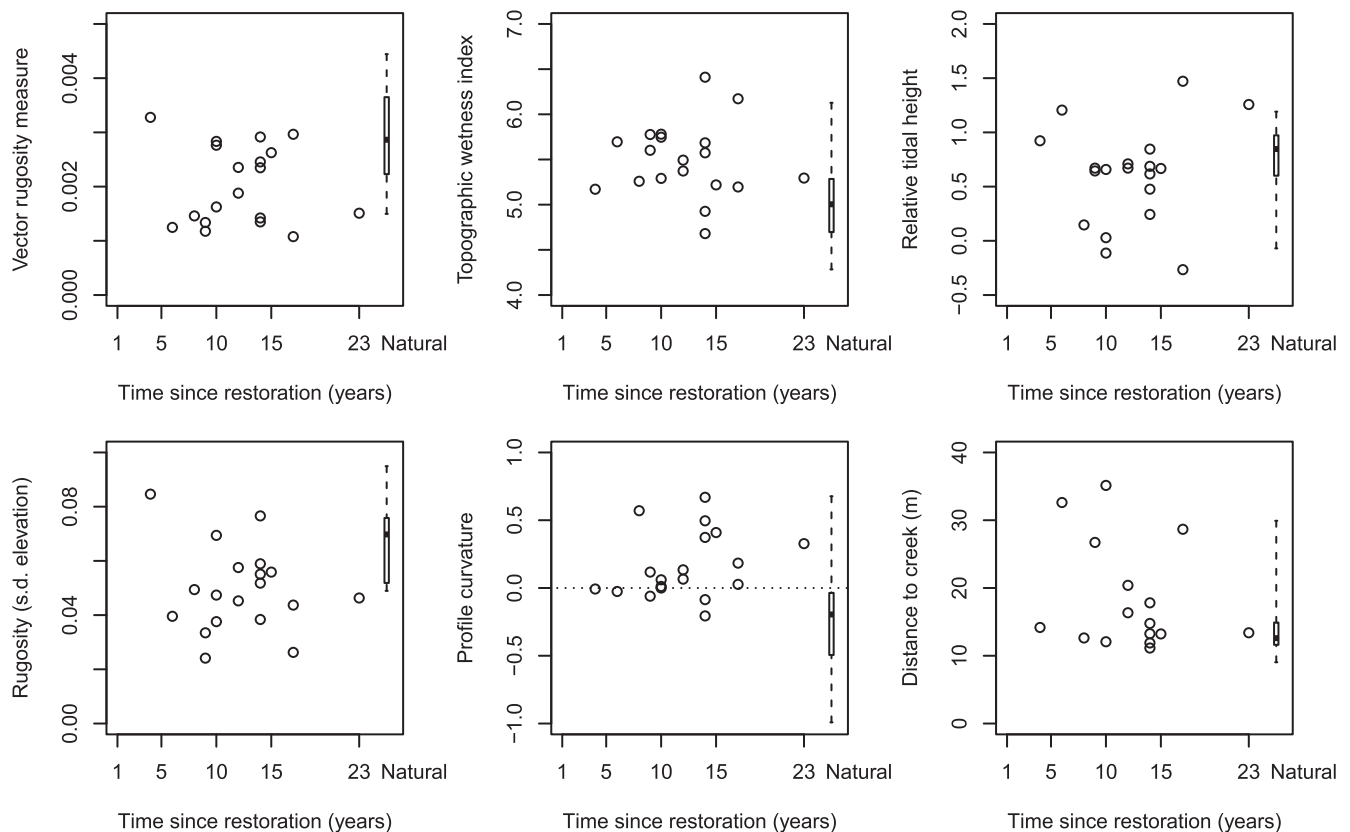 Vector rugosity measure
0.004
0.002
0.000
1 5 10 15 23 Natural
Time since restoration (years)
Topographic wetness index
7.0
6.0
5.0
4.0
1 5 10 15 23 Natural
Time since restoration (years)
Relative tidal height
2.0
1.5
1.0
0.5
0.0
−0.5
1 5 10 15 23 Natural
Time since restoration (years)
Rugosity (s.d. elevation)
0.08
0.04
0.00
1 5 10 15 23 Natural
Time since restoration (years)
Profile curvature
1.0
0.5
0.0
−0.5
−1.0
1 5 10 15 23 Natural
Time since restoration (years)
Distance to creek (m)
40
30
20
10
0
1 5 10 15 23 Natural
Time since restoration (years)